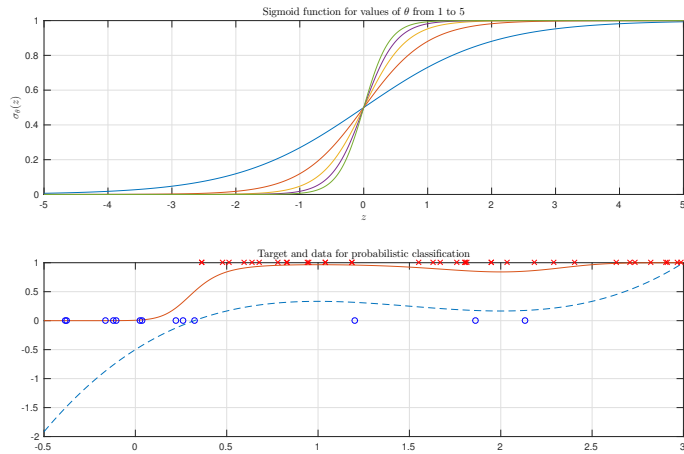 Sigmoid function for values of θ from 1 to 5
1
0.8
0.6
0.4
0.2
0
σθ(z)
-5 -4 -3 -2 -1 0 1 2 3 4 5
z
Target and data for probabilistic classification
1
0.5
0
-0.5
-1
-1.5
-2
-0.5 0 0.5 1 1.5 2 2.5 3